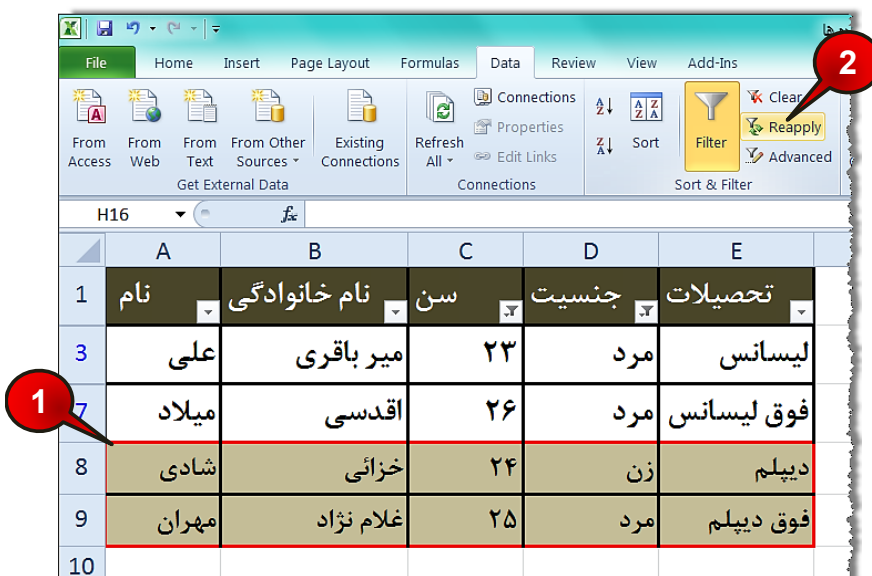 File Home Insert Page Layout Formulas Data Review View Add-Ins
2
From Access
From Web
From Text
From Other Sources
Existing Connections
Get External Data
Refresh All
Connections
Properties
Edit Links
Connections
Sort
Filter
Clear
Reapply
Advanced
Sort & Filter
H16 fx
A B C D E
1 نام نام خانوادگی سن جنسیت تحصیلات
3 علی میر باقری ۲۳ مرد لیسانس
1
7 میلاد اقدسی ۲۶ مرد فوق لیسانس
8 شادی خزائی ۲۴ زن دیپلم
9 مهران غلام نژاد ۲۵ مرد فوق دیپلم
10